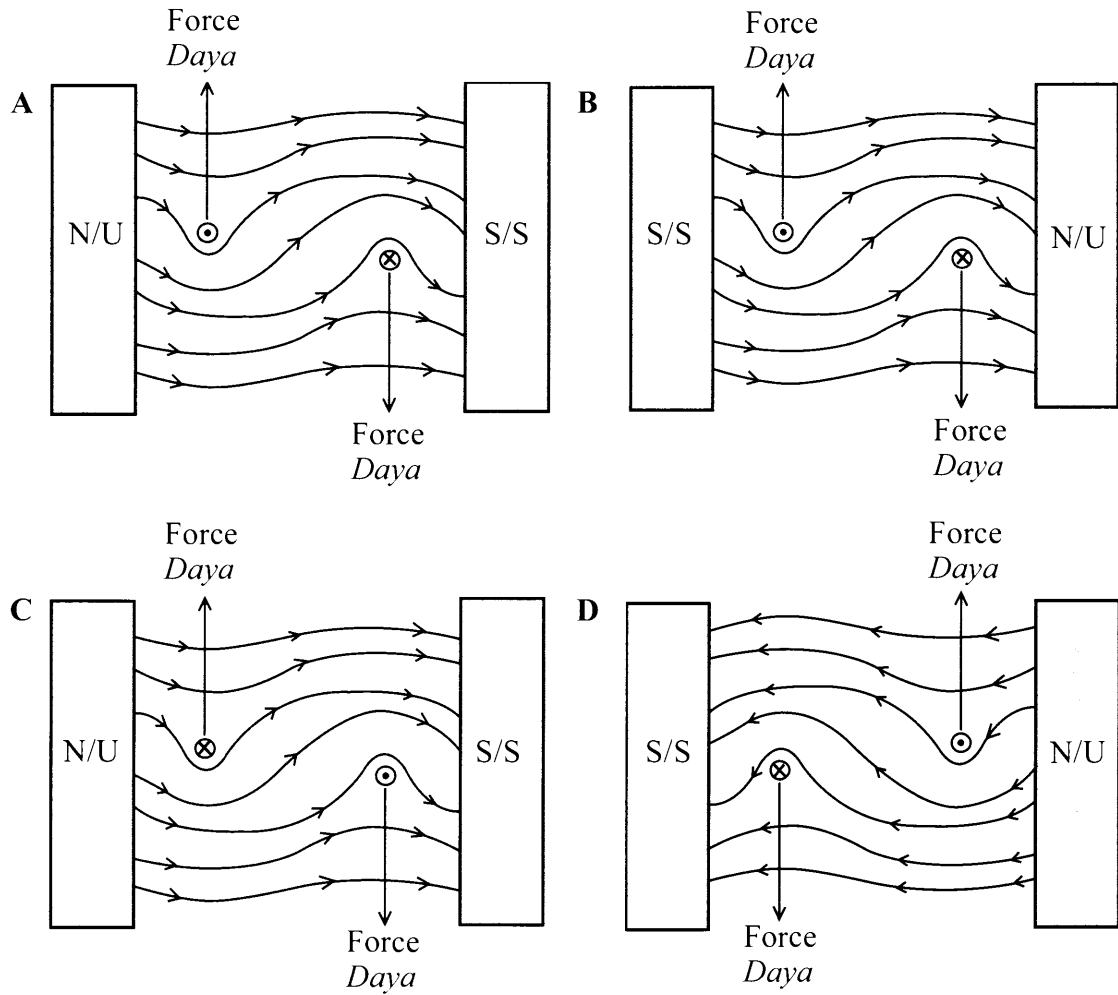 Force
Daya
A
N/U
S/S
Force
Daya
Force
Daya
B
S/S
N/U
Force
Daya
Force
Daya
C
N/U
S/S
Force
Daya
Force
Daya
D
S/S
N/U
Force
Daya